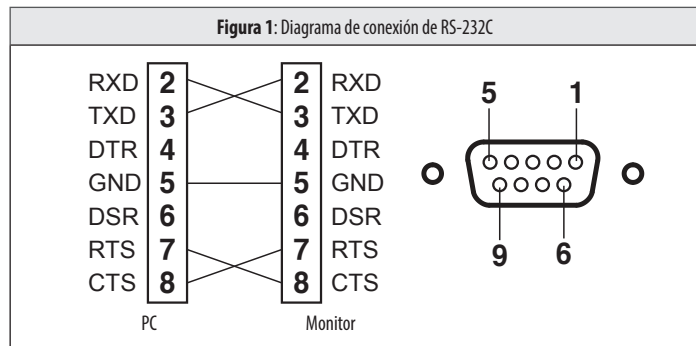 Figura 1: Diagrama de conexión de RS-232C
RXD 2 2 RXD
TXD 3 3 TXD
DTR 4 4 DTR
GND 5 5 GND
DSR 6 6 DSR
RTS 7 7 RTS
CTS 8 8 CTS
PC Monitor
5 1
9 6